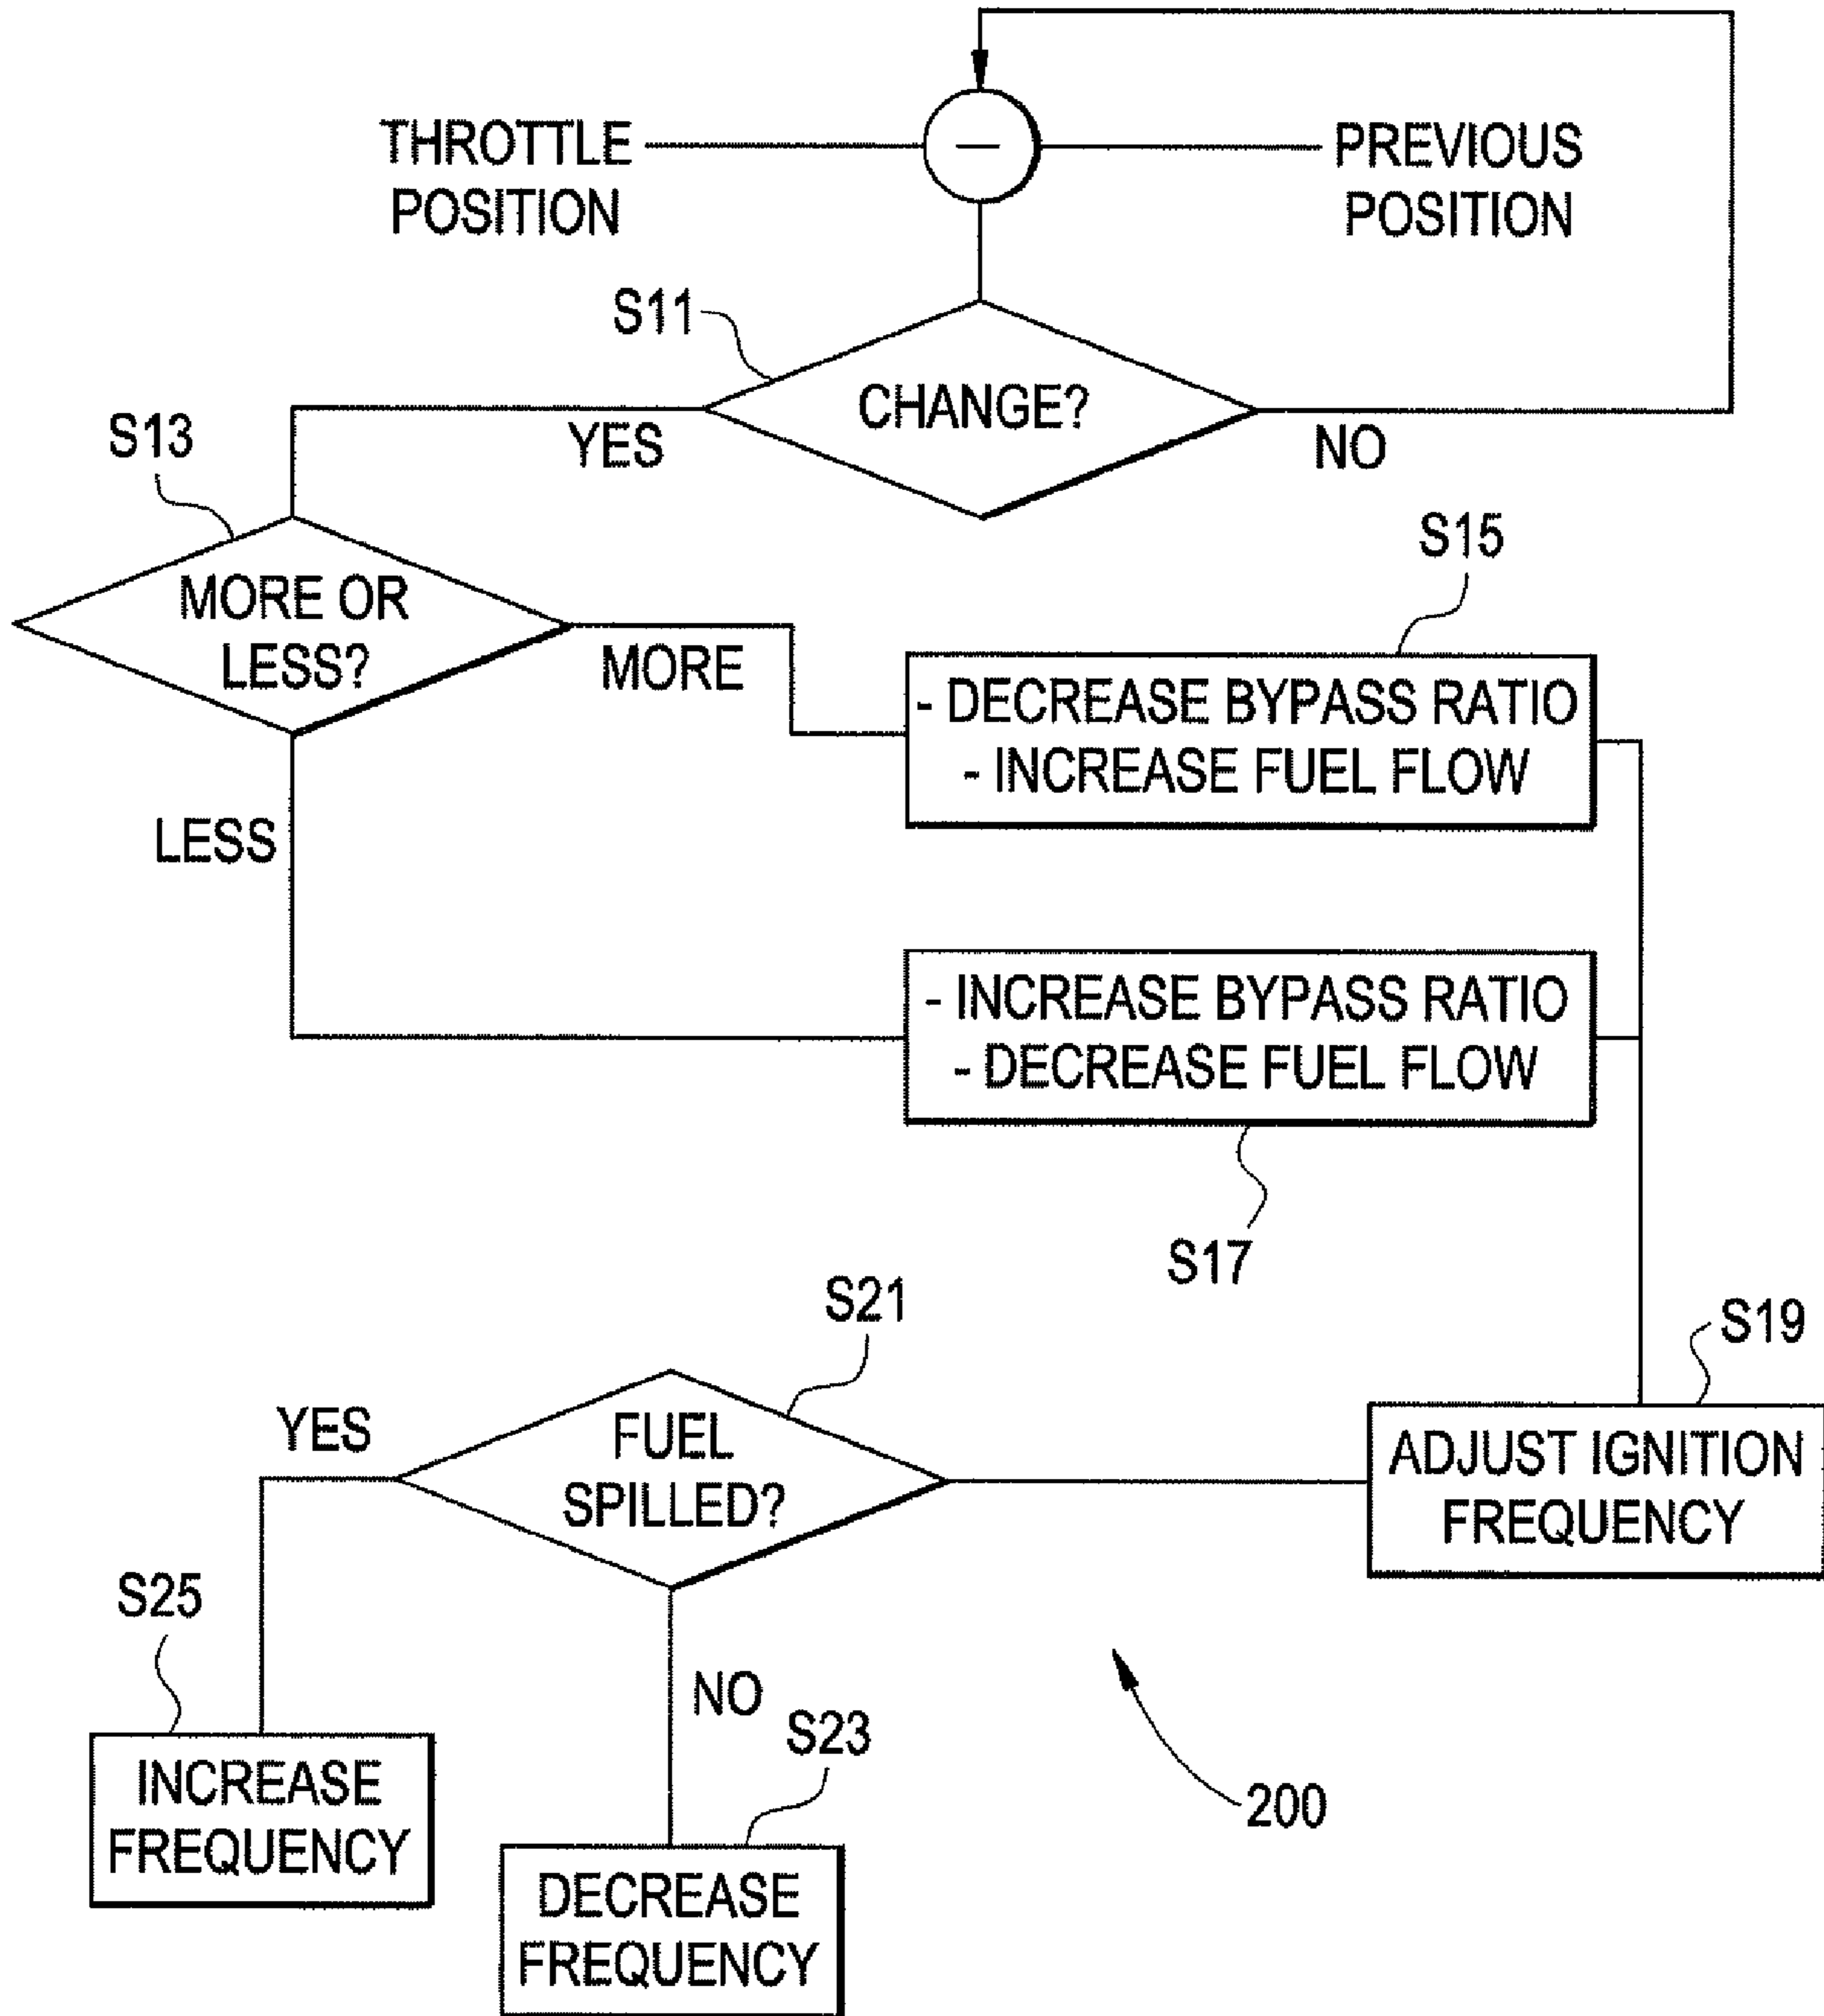 THROTTLE
POSITION
–
PREVIOUS
POSITION
S11
CHANGE?
YES
NO
S13
MORE OR
LESS?
MORE
LESS
S15
- DECREASE BYPASS RATIO
- INCREASE FUEL FLOW
- INCREASE BYPASS RATIO
- DECREASE FUEL FLOW
S17
S19
ADJUST IGNITION
FREQUENCY
S21
FUEL
SPILLED?
YES
NO
S25
INCREASE
FREQUENCY
S23
DECREASE
FREQUENCY
200